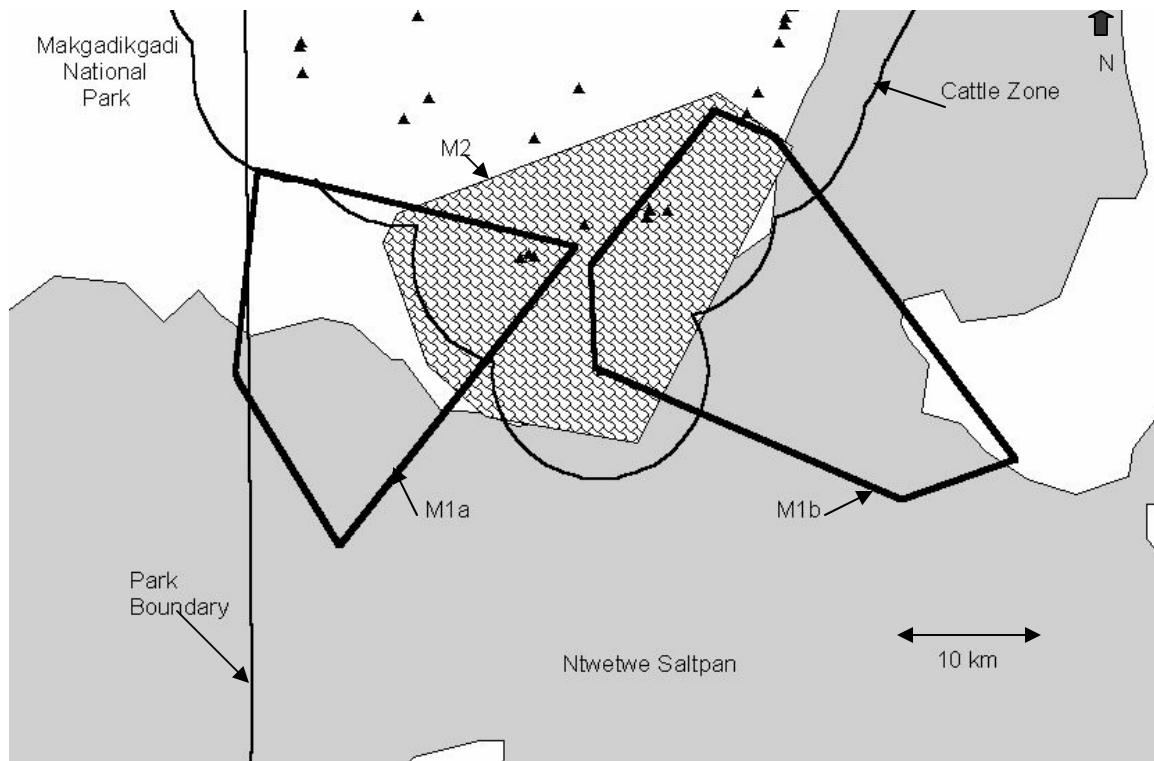 Makgadikgadi
National
Park
N
Cattle Zone
M2
M1a
M1b
Park
Boundary
Ntwetwe Saltpan
10 km